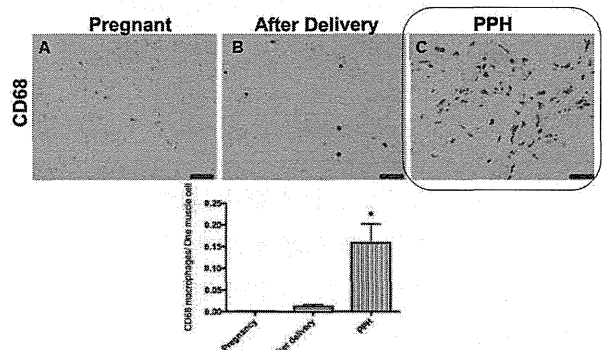 Pregnant After Delivery PPH
A B C
CD68
CD68 macrophages/ One muscle cell
0.25
0.20
0.15
0.10
0.05
0.00
*
Pregnancy
After delivery
PPH